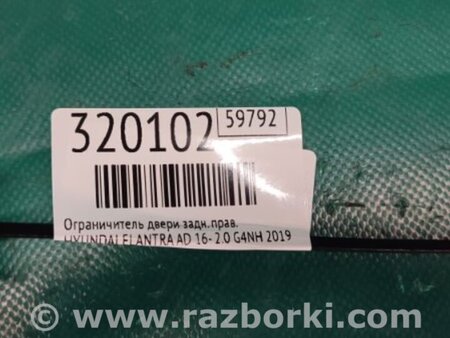 320102
59792
Ограничитель двери задн. прав.
HYUNDAI ELANTRA AD 16- 2.0 G4NH 2019
www.razborki.com